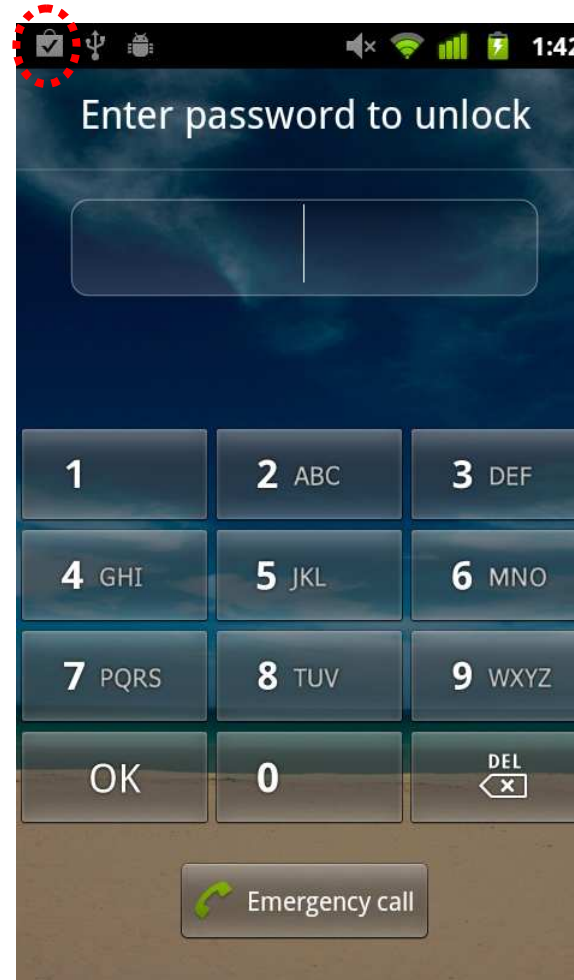 1:42
Enter password to unlock
1
2 ABC
3 DEF
4 GHI
5 JKL
6 MNO
7 PQRS
8 TUV
9 WXYZ
OK
0
DEL
Emergency call